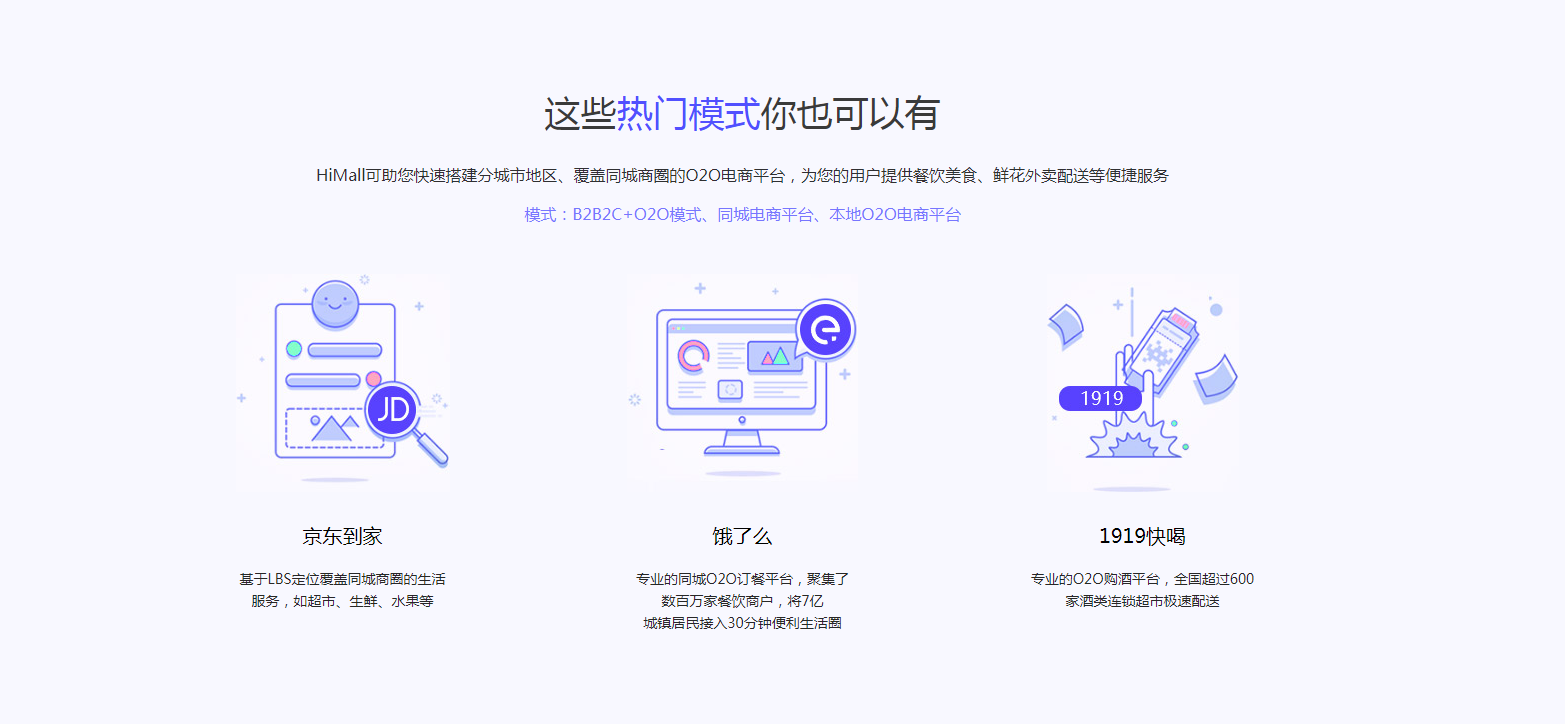 这些热门模式你也可以有
HiMall可助您快速搭建分城市地区、覆盖同城商圈的O2O电商平台，为您的用户提供餐饮美食、鲜花外卖配送等便捷服务
模式：B2B2C+O2O模式、同城电商平台、本地O2O电商平台
JD
e
1919
京东到家
饿了么
1919快喝
基于LBS定位覆盖同城商圈的生活
服务，如超市、生鲜、水果等
专业的同城O2O订餐平台，聚集了
数百万家餐饮商户，将7亿
城镇居民接入30分钟便利生活圈
专业的O2O购酒平台，全国超过600
家酒类连锁超市极速配送